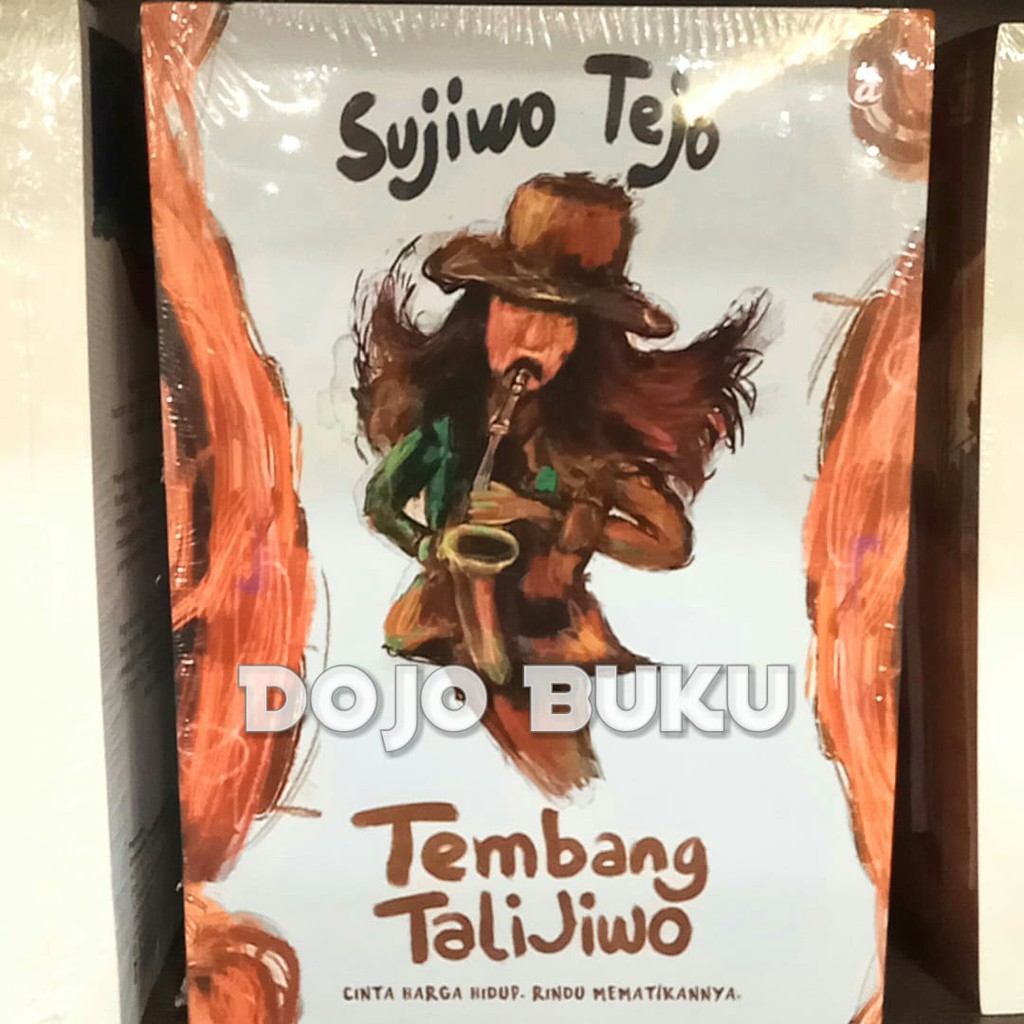 Sujiwo Tejo
a
DOJO BUKU
Tembang
TaliJiwo
CINTA HARGA HIDUP. RINDU MEMATIKANNYA.